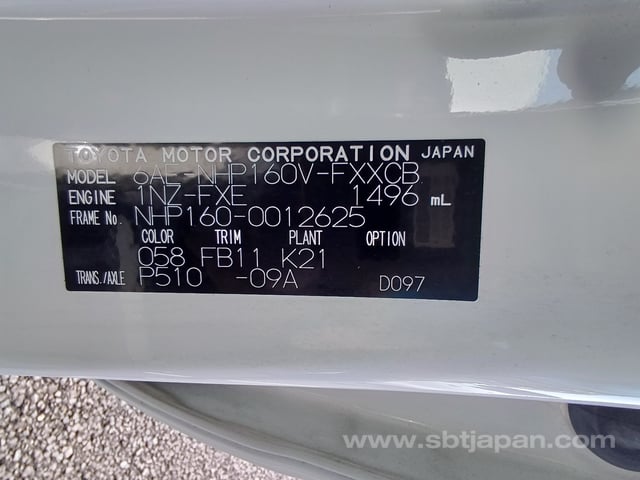 TOYOTA MOTOR CORPORATION JAPAN
MODEL 6AE-NHP160V-FXXCB
ENGINE 1NZ-FXE 1496 mL
FRAME No. NHP160-0012625
COLOR TRIM PLANT OPTION
058 FB11 K21
TRANS./AXLE P510 -09A D097
www.sbtjapan.com